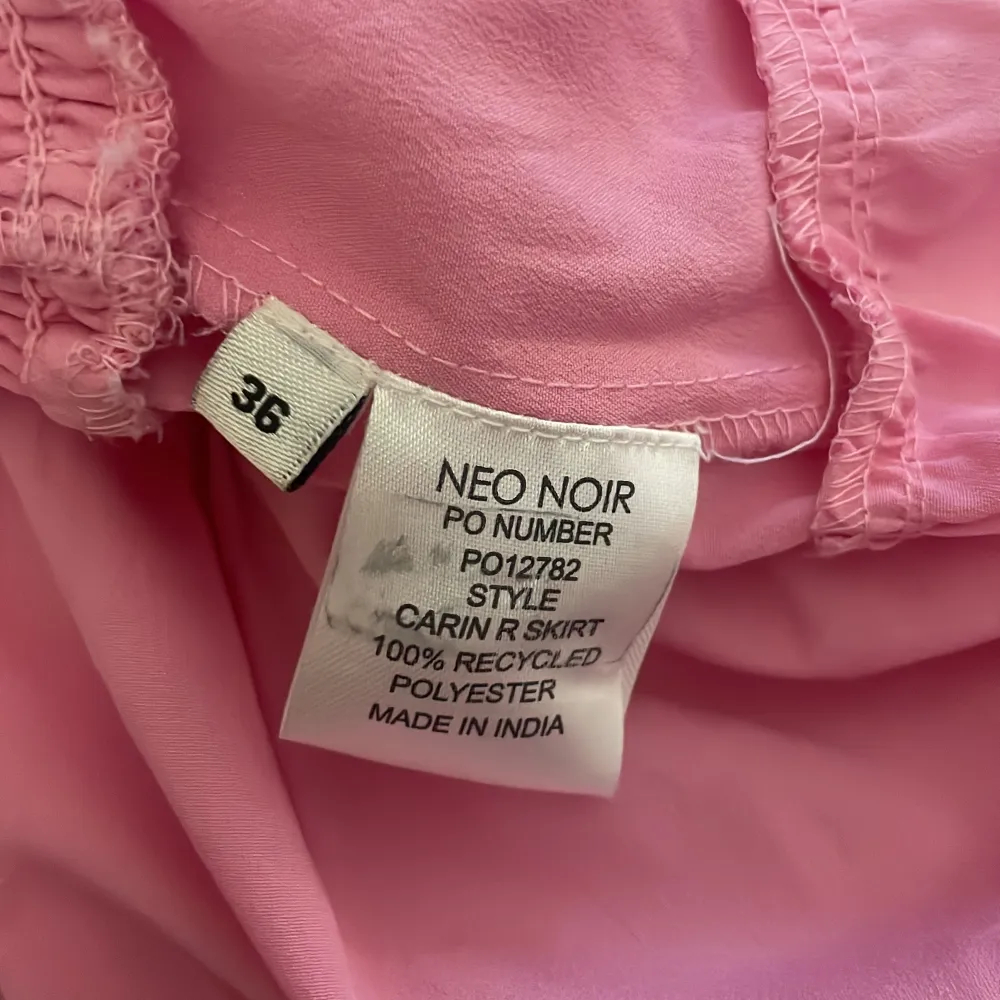 36
NEO NOIR
PO NUMBER
PO12782
STYLE
CARIN R SKIRT
100% RECYCLED
POLYESTER
MADE IN INDIA